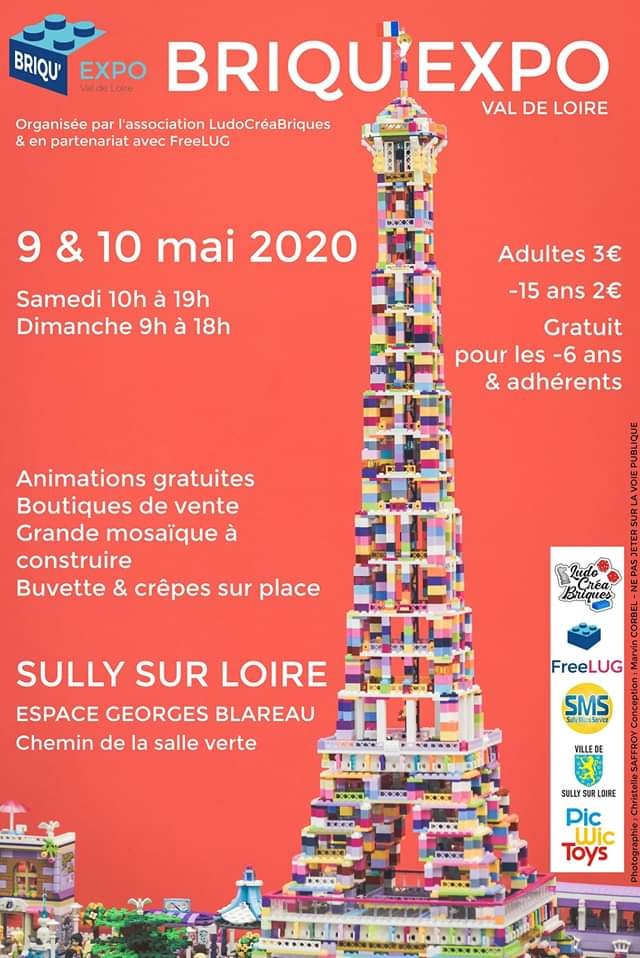 BRIQU'
EXPO
Val de Loire
BRIQU'EXPO
VAL DE LOIRE
Organisée par l'association LudoCréaBriques
& en partenariat avec FreeLUG
9 & 10 mai 2020
Samedi 10h à 19h
Dimanche 9h à 18h
Adultes 3€
-15 ans 2€
Gratuit
pour les -6 ans
& adhérents
Animations gratuites
Boutiques de vente
Grande mosaïque à
construire
Buvette & crêpes sur place
SULLY SUR LOIRE
ESPACE GEORGES BLAREAU
Chemin de la salle verte
Ludo
Créa
Briques
FreeLUG
SMS
Sully Micro Service
VILLE DE
SULLY SUR LOIRE
Pic
Wic
Toys
Photographie : Christelle SAFFROY Conception : Marvin CORBEL - NE PAS JETER SUR LA VOIE PUBLIQUE